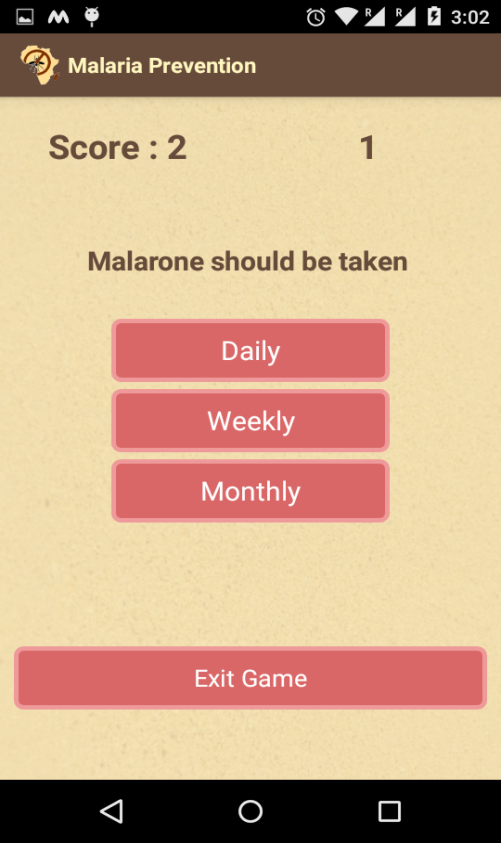 R R 3:02
Malaria Prevention
Score : 2 1
Malarone should be taken
Daily
Weekly
Monthly
Exit Game